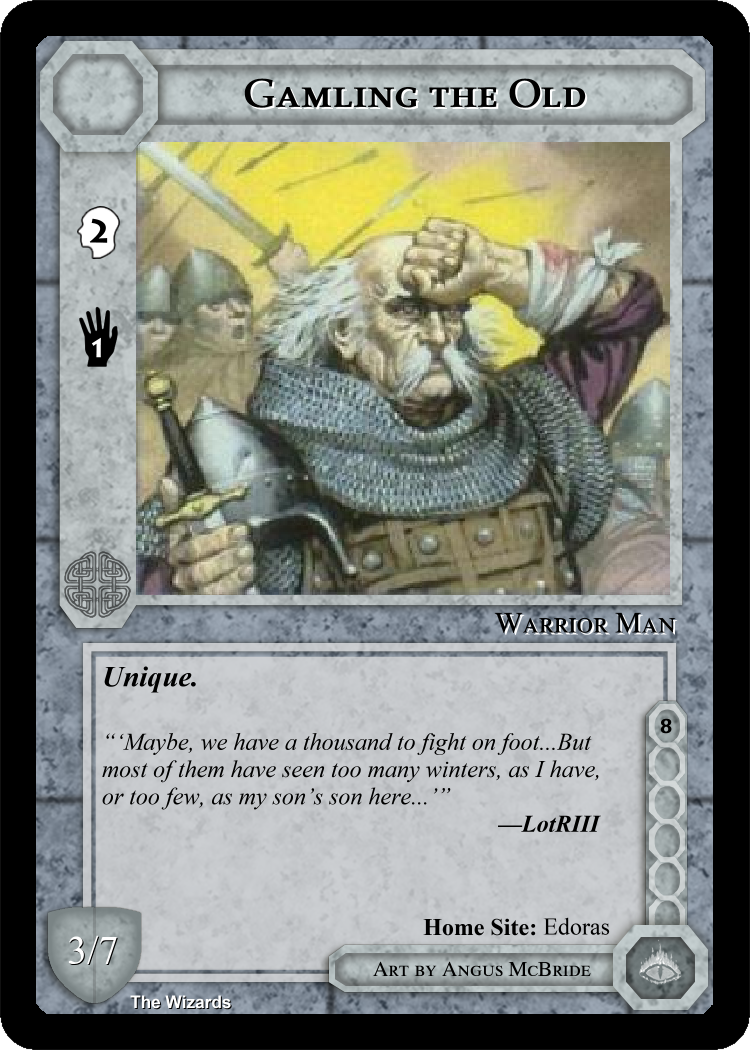 Gamling the Old
2
1
Warrior Man
Unique.
“‘Maybe, we have a thousand to fight on foot...But
most of them have seen too many winters, as I have,
or too few, as my son’s son here...’”
—LotRIII
8
Home Site: Edoras
3/7
Art by Angus McBride
The Wizards